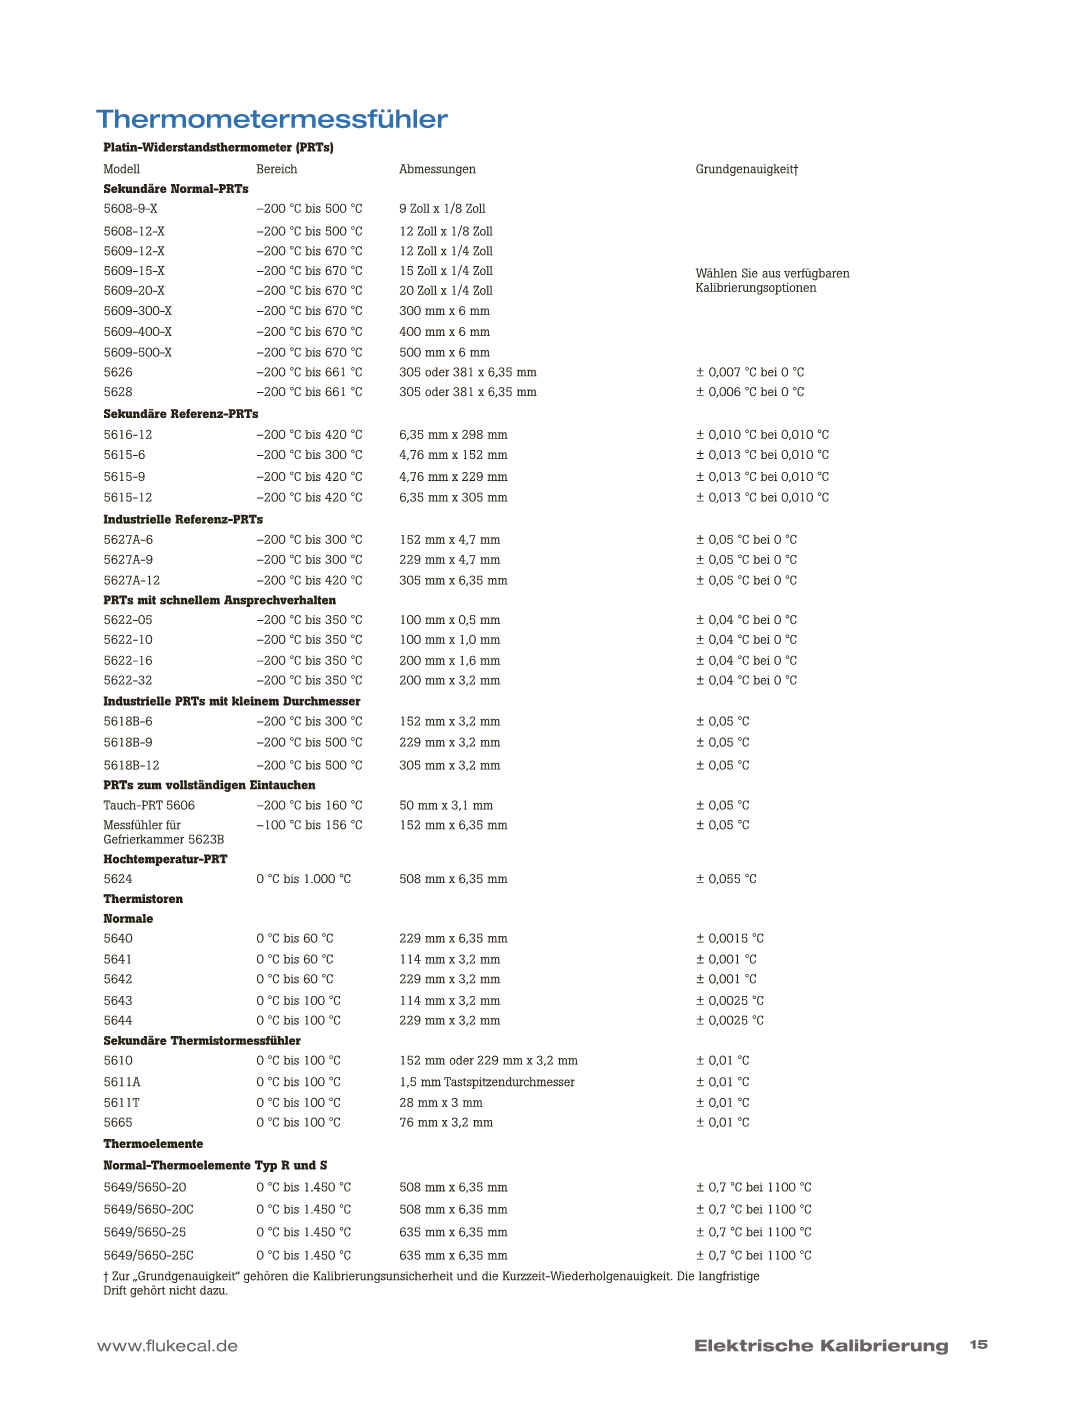 Thermometermessfühler
Platin-Widerstandsthermometer (PRTs)
Modell Bereich Abmessungen Grundgenauigkeit†
Sekundäre Normal-PRTs
5608-9-X –200 °C bis 500 °C 9 Zoll x 1/8 Zoll
5608-12-X –200 °C bis 500 °C 12 Zoll x 1/8 Zoll
5609-12-X –200 °C bis 670 °C 12 Zoll x 1/4 Zoll
5609-15-X –200 °C bis 670 °C 15 Zoll x 1/4 Zoll
Wählen Sie aus verfügbaren
5609-20-X –200 °C bis 670 °C 20 Zoll x 1/4 Zoll
Kalibrierungsoptionen
5609-300-X –200 °C bis 670 °C 300 mm x 6 mm
5609-400-X –200 °C bis 670 °C 400 mm x 6 mm
5609-500-X –200 °C bis 670 °C 500 mm x 6 mm
5626 –200 °C bis 661 °C 305 oder 381 x 6,35 mm ± 0,007 °C bei 0 °C
5628 –200 °C bis 661 °C 305 oder 381 x 6,35 mm ± 0,006 °C bei 0 °C
Sekundäre Referenz-PRTs
5616-12 –200 °C bis 420 °C 6,35 mm x 298 mm ± 0,010 °C bei 0,010 °C
5615-6 –200 °C bis 300 °C 4,76 mm x 152 mm ± 0,013 °C bei 0,010 °C
5615-9 –200 °C bis 420 °C 4,76 mm x 229 mm ± 0,013 °C bei 0,010 °C
5615-12 –200 °C bis 420 °C 6,35 mm x 305 mm ± 0,013 °C bei 0,010 °C
Industrielle Referenz-PRTs
5627A-6 –200 °C bis 300 °C 152 mm x 4,7 mm ± 0,05 °C bei 0 °C
5627A-9 –200 °C bis 300 °C 229 mm x 4,7 mm ± 0,05 °C bei 0 °C
5627A-12 –200 °C bis 420 °C 305 mm x 6,35 mm ± 0,05 °C bei 0 °C
PRTs mit schnellem Ansprechverhalten
5622-05 –200 °C bis 350 °C 100 mm x 0,5 mm ± 0,04 °C bei 0 °C
5622-10 –200 °C bis 350 °C 100 mm x 1,0 mm ± 0,04 °C bei 0 °C
5622-16 –200 °C bis 350 °C 200 mm x 1,6 mm ± 0,04 °C bei 0 °C
5622-32 –200 °C bis 350 °C 200 mm x 3,2 mm ± 0,04 °C bei 0 °C
Industrielle PRTs mit kleinem Durchmesser
5618B-6 –200 °C bis 300 °C 152 mm x 3,2 mm ± 0,05 °C
5618B-9 –200 °C bis 500 °C 229 mm x 3,2 mm ± 0,05 °C
5618B-12 –200 °C bis 500 °C 305 mm x 3,2 mm ± 0,05 °C
PRTs zum vollständigen Eintauchen
Tauch-PRT 5606 –200 °C bis 160 °C 50 mm x 3,1 mm ± 0,05 °C
Messfühler für –100 °C bis 156 °C 152 mm x 6,35 mm ± 0,05 °C
Gefrierkammer 5623B
Hochtemperatur-PRT
5624 0 °C bis 1.000 °C 508 mm x 6,35 mm ± 0,055 °C
Thermistoren
Normale
5640 0 °C bis 60 °C 229 mm x 6,35 mm ± 0,0015 °C
5641 0 °C bis 60 °C 114 mm x 3,2 mm ± 0,001 °C
5642 0 °C bis 60 °C 229 mm x 3,2 mm ± 0,001 °C
5643 0 °C bis 100 °C 114 mm x 3,2 mm ± 0,0025 °C
5644 0 °C bis 100 °C 229 mm x 3,2 mm ± 0,0025 °C
Sekundäre Thermistormessfühler
5610 0 °C bis 100 °C 152 mm oder 229 mm x 3,2 mm ± 0,01 °C
5611A 0 °C bis 100 °C 1,5 mm Tastspitzendurchmesser ± 0,01 °C
5611T 0 °C bis 100 °C 28 mm x 3 mm ± 0,01 °C
5665 0 °C bis 100 °C 76 mm x 3,2 mm ± 0,01 °C
Thermoelemente
Normal-Thermoelemente Typ R und S
5649/5650-20 0 °C bis 1.450 °C 508 mm x 6,35 mm ± 0,7 °C bei 1100 °C
5649/5650-20C 0 °C bis 1.450 °C 508 mm x 6,35 mm ± 0,7 °C bei 1100 °C
5649/5650-25 0 °C bis 1.450 °C 635 mm x 6,35 mm ± 0,7 °C bei 1100 °C
5649/5650-25C 0 °C bis 1.450 °C 635 mm x 6,35 mm ± 0,7 °C bei 1100 °C
† Zur „Grundgenauigkeit“ gehören die Kalibrierungsunsicherheit und die Kurzzeit-Wiederholgenauigkeit. Die langfristige
Drift gehört nicht dazu.
www.flukecal.de Elektrische Kalibrierung 15